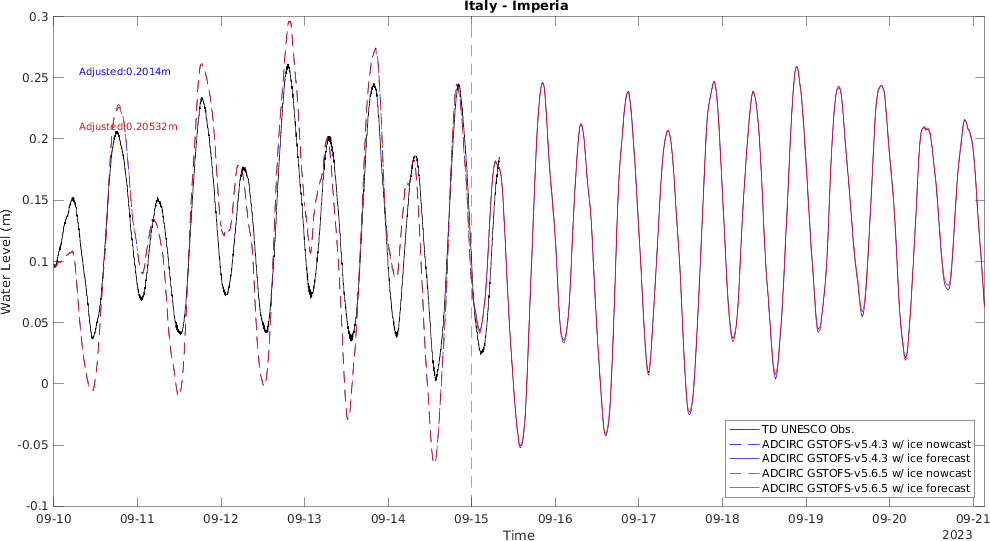 Italy - Imperia
0.3
0.25
0.2
0.15
0.1
0.05
0
-0.05
-0.1
Water Level (m)
Adjusted:0.2014m
Adjusted:0.20532m
TD UNESCO Obs.
ADCIRC GSTOFS-v5.4.3 w/ ice nowcast
ADCIRC GSTOFS-v5.4.3 w/ ice forecast
ADCIRC GSTOFS-v5.6.5 w/ ice nowcast
ADCIRC GSTOFS-v5.6.5 w/ ice forecast
09-10 09-11 09-12 09-13 09-14 09-15 09-16 09-17 09-18 09-19 09-20 09-21
Time
2023